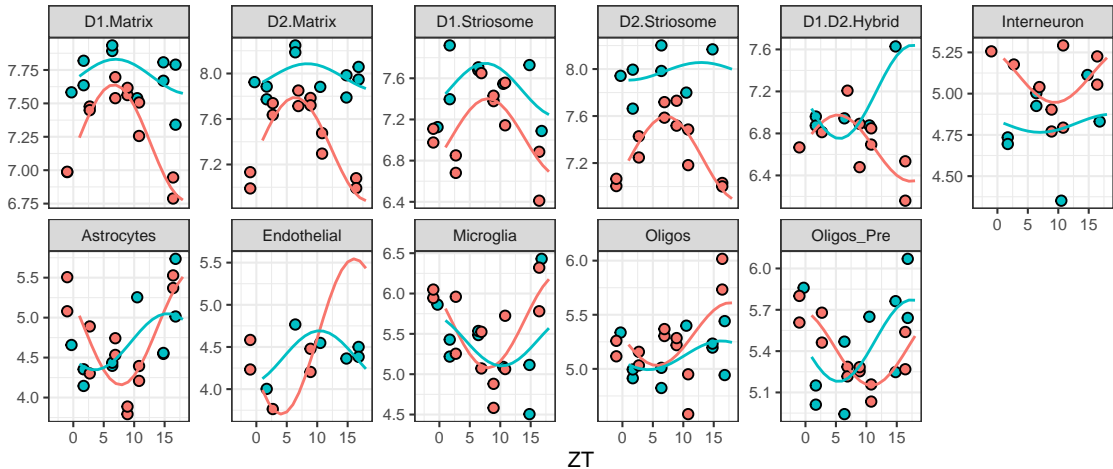 D1.Matrix D2.Matrix D1.Striosome D2.Striosome D1.D2.Hybrid Interneuron
7.75 7.50 7.25 7.00 6.75
8.0 7.6 7.2
7.6 7.2 6.8 6.4
8.0 7.6 7.2
7.6 7.2 6.8 6.4
5.25 5.00 4.75 4.50
0 5 10 15
Astrocytes Endothelial Microglia Oligos Oligos_Pre
5.5 5.0 4.5 4.0
5.5 5.0 4.5 4.0
6.5 6.0 5.5 5.0 4.5
6.0 5.5 5.0
6.0 5.7 5.4 5.1
0 5 10 15 0 5 10 15 0 5 10 15 0 5 10 15 0 5 10 15
ZT